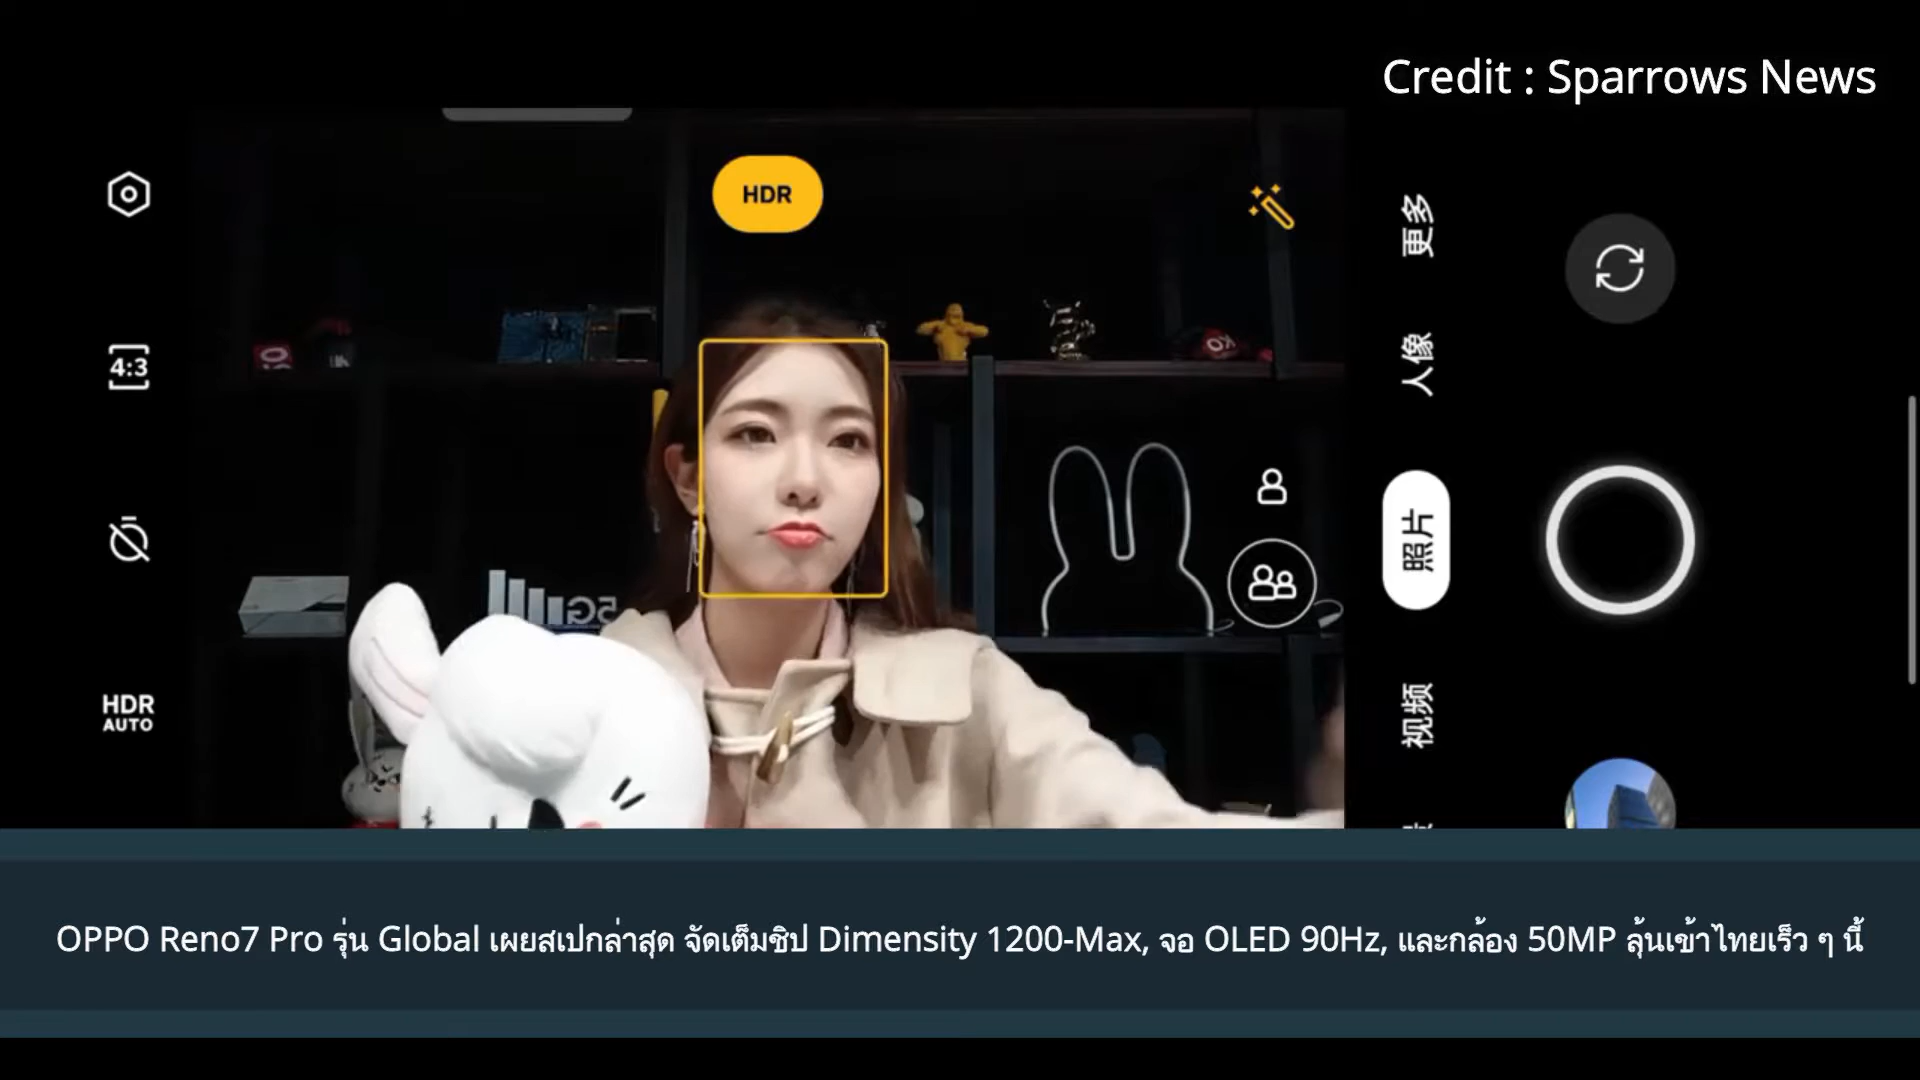 Credit : Sparrows News
HDR
更多
4:3
人像
照片
5G
视频
HDR
AUTO
OPPO Reno7 Pro รุ่น Global เผยสเปกล่าสุด จัดเต็มชิป Dimensity 1200-Max, จอ OLED 90Hz, และกล้อง 50MP ลุ้นเข้าไทยเร็ว ๆ นี้